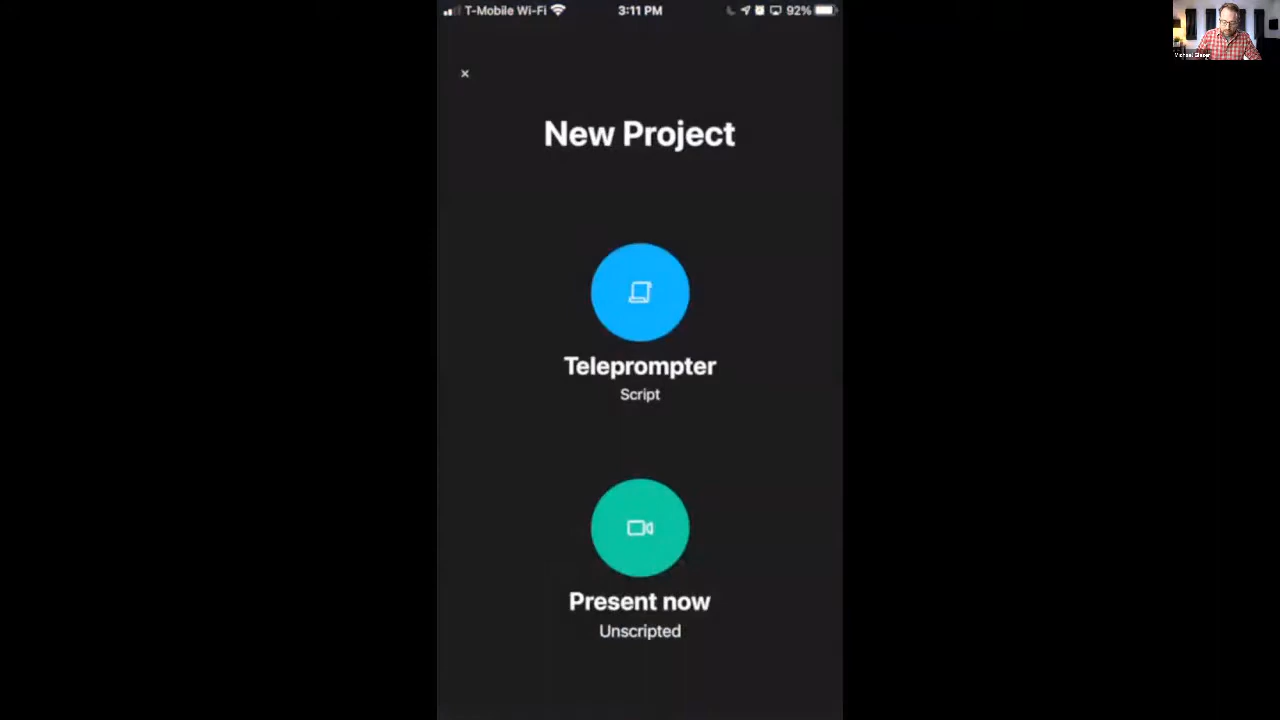 T-Mobile Wi-Fi 3:11 PM 92%
×
New Project
Teleprompter
Script
Present now
Unscripted